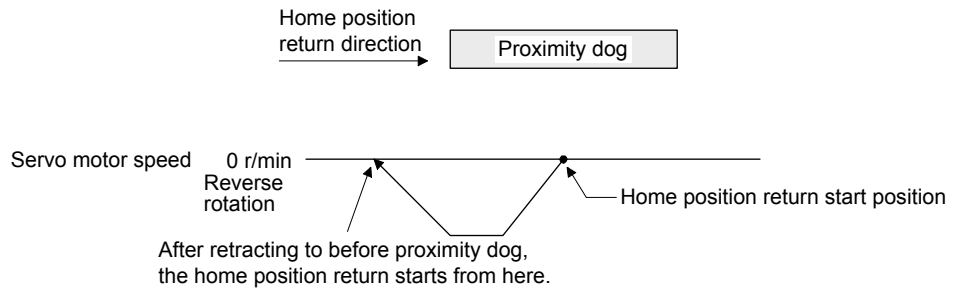 Home position
return direction
Proximity dog
Servo motor speed 0 r/min
Reverse
rotation
Home position return start position
After retracting to before proximity dog,
the home position return starts from here.